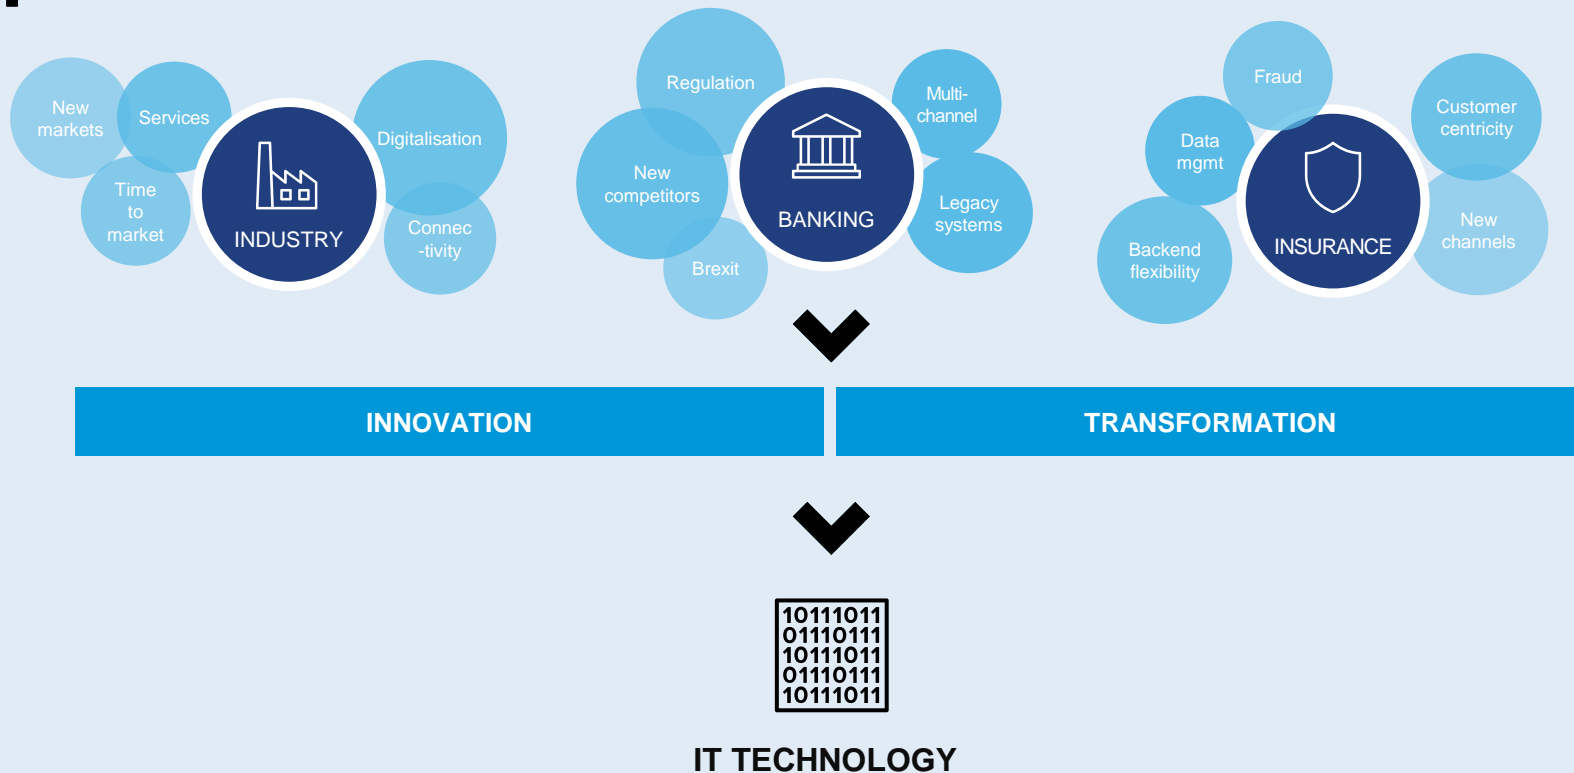 New
markets
Services
Time
to
market
INDUSTRY
Digitalisation
Connec
-tivity
Regulation
New
competitors
Brexit
BANKING
Multi-
channel
Legacy
systems
Fraud
Data
mgmt
Backend
flexibility
INSURANCE
Customer
centricity
New
channels
INNOVATION
TRANSFORMATION
10111011
01110111
10111011
01110111
10111011
IT TECHNOLOGY